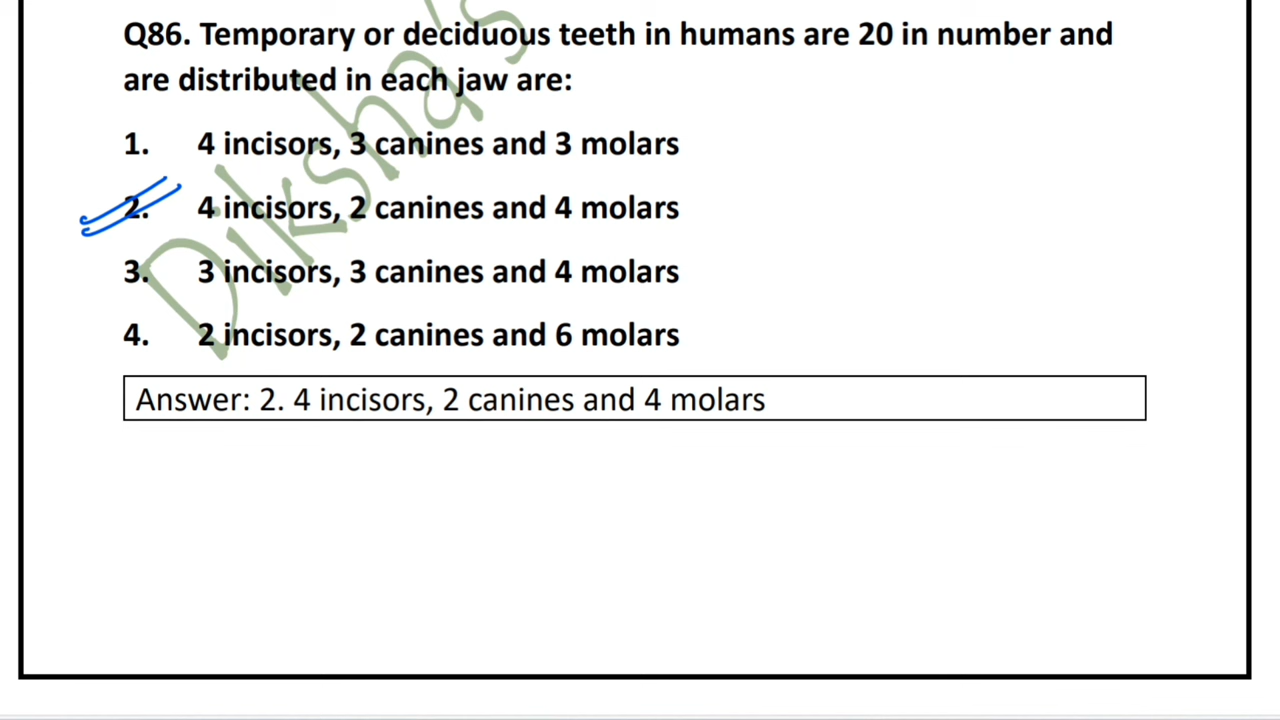 Q86. Temporary or deciduous teeth in humans are 20 in number and
are distributed in each jaw are:
1. 4 incisors, 3 canines and 3 molars
2. 4 incisors, 2 canines and 4 molars
3. 3 incisors, 3 canines and 4 molars
4. 2 incisors, 2 canines and 6 molars
Answer: 2. 4 incisors, 2 canines and 4 molars
Diksha's